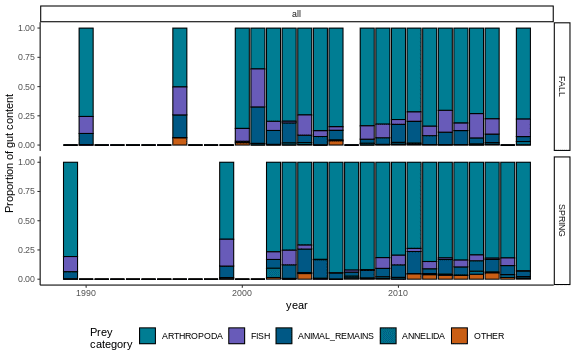 all
1.00
0.75
0.50
0.25
0.00
FALL
1.00
0.75
0.50
0.25
0.00
SPRING
Proportion of gut content
1990
2000
2010
year
Prey
category
ARTHROPODA
FISH
ANIMAL_REMAINS
ANNELIDA
OTHER